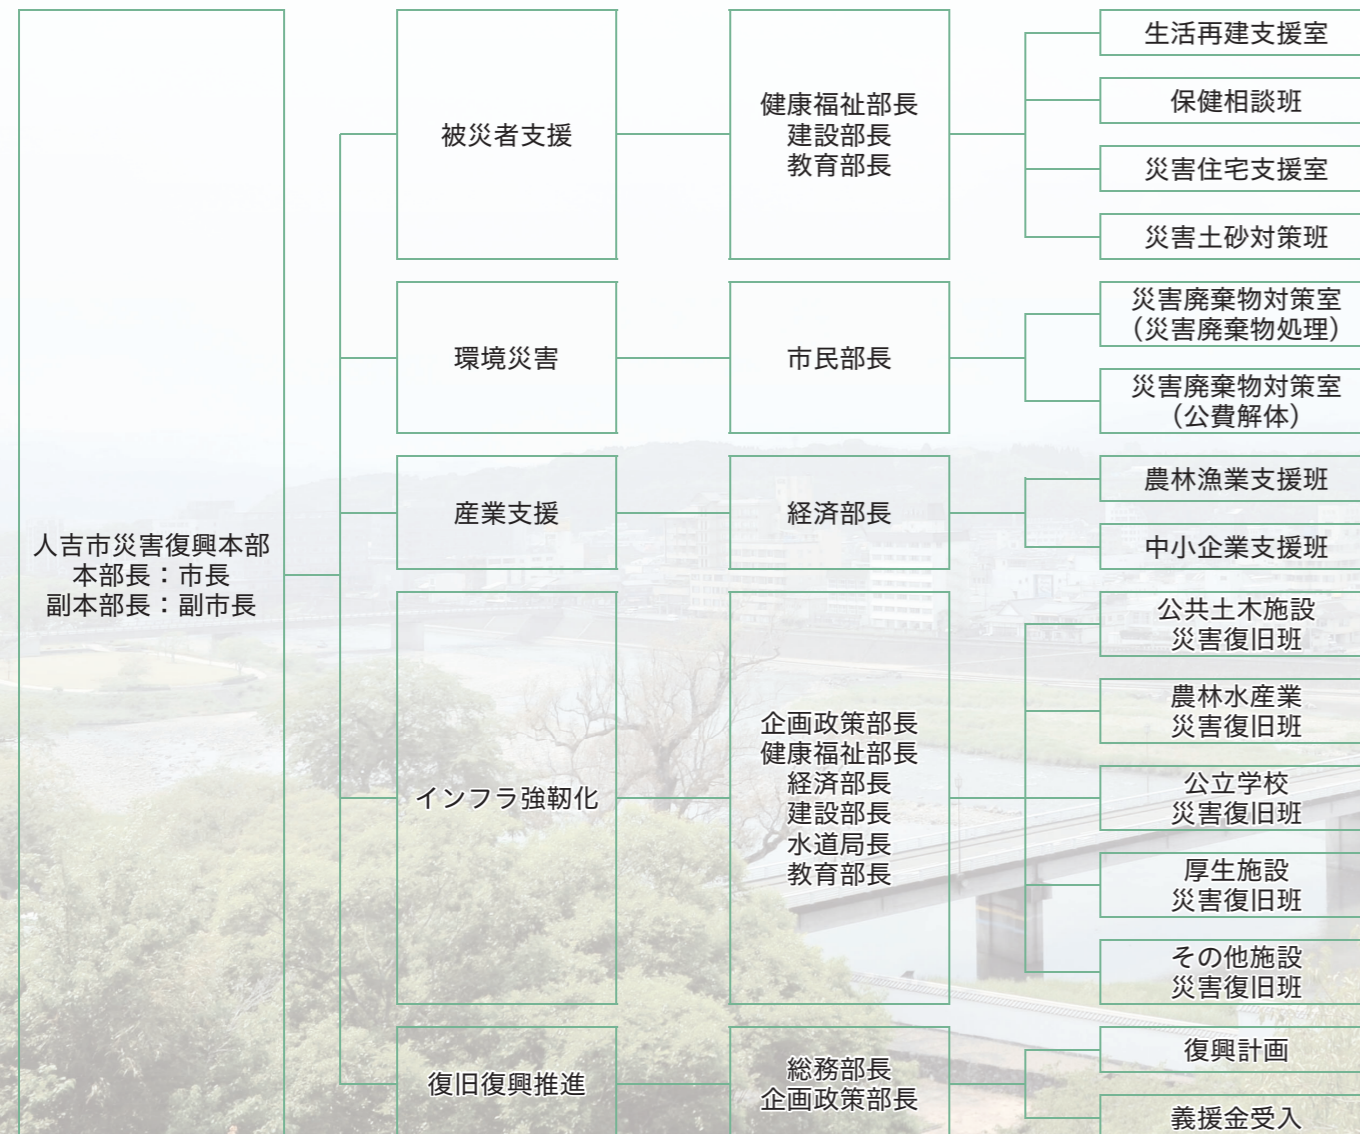 人吉市災害復興本部
本部長：市長
副本部長：副市長
被災者支援
健康福祉部長
建設部長
教育部長
生活再建支援室
保健相談班
災害住宅支援室
災害土砂対策班
環境災害
市民部長
災害廃棄物対策室
（災害廃棄物処理）
災害廃棄物対策室
（公費解体）
産業支援
経済部長
農林漁業支援班
中小企業支援班
インフラ強靭化
企画政策部長
健康福祉部長
経済部長
建設部長
水道局長
教育部長
公共土木施設
災害復旧班
農林水産業
災害復旧班
公立学校
災害復旧班
厚生施設
災害復旧班
その他施設
災害復旧班
復旧復興推進
総務部長
企画政策部長
復興計画
義援金受入